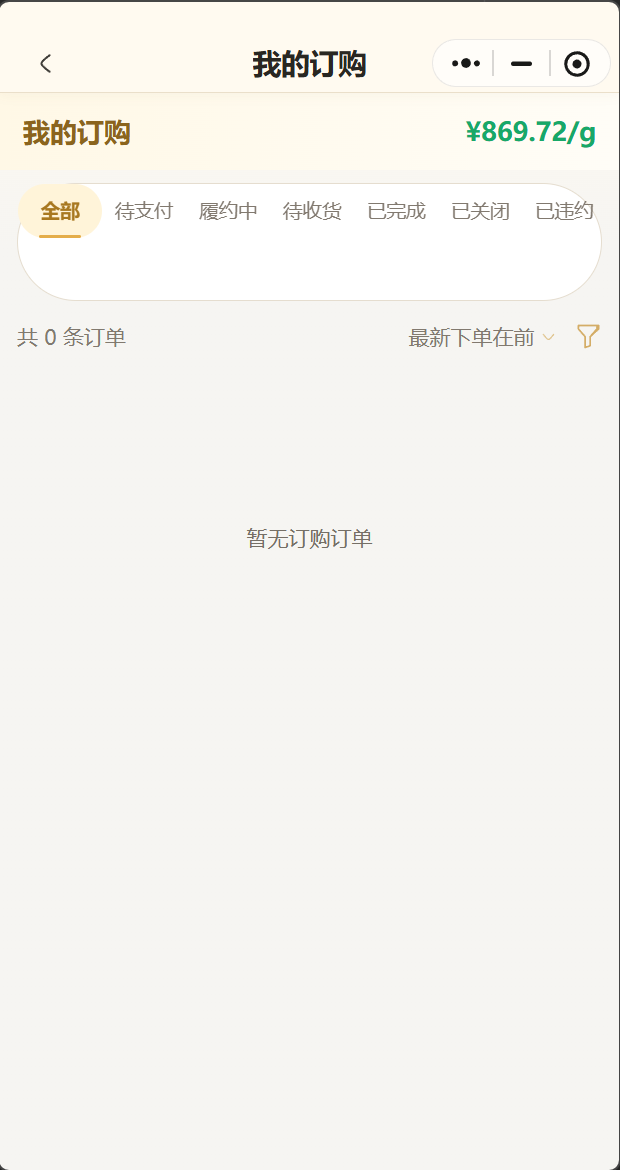 我的订购
我的订购 ¥869.72/g
全部 待支付 履约中 待收货 已完成 已关闭 已违约
共 0 条订单 最新下单在前
暂无订购订单